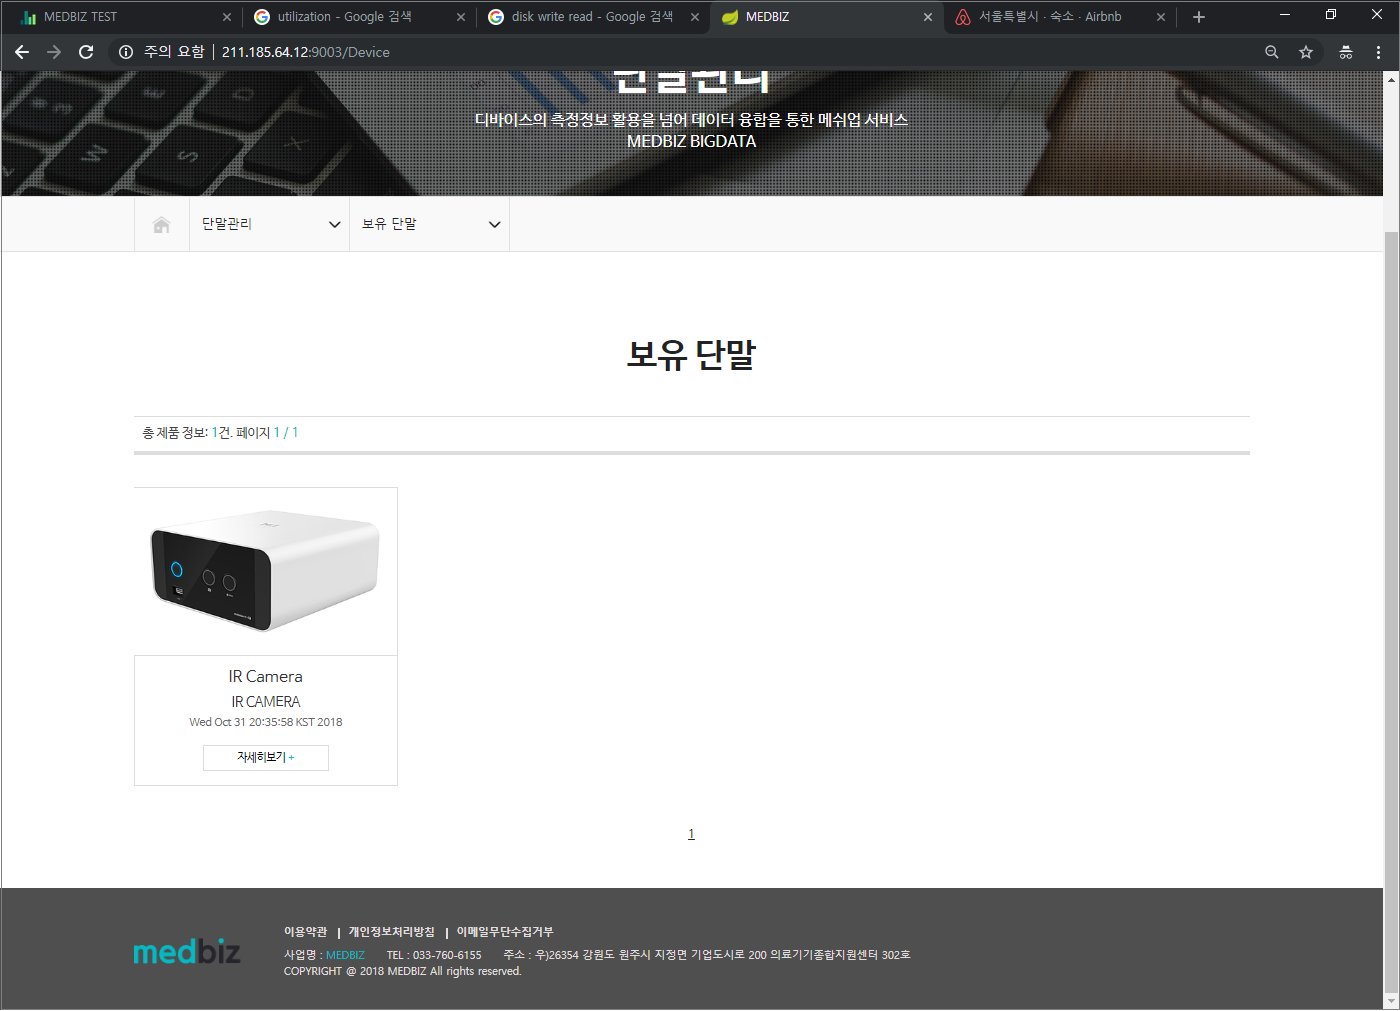 MEDBIZ TEST
utilization - Google 검색
disk write read - Google 검색
MEDBIZ
서울특별시 · 숙소 · Airbnb
주의 요함 | 211.185.64.12:9003/Device
단말관리
디바이스의 측정정보 활용을 넘어 데이터 융합을 통한 메쉬업 서비스
MEDBIZ BIGDATA
단말관리
보유 단말
보유 단말
총 제품 정보: 1건. 페이지 1 / 1
IR Camera
IR CAMERA
Wed Oct 31 20:35:58 KST 2018
자세히보기 +
1
medbiz
이용약관 | 개인정보처리방침 | 이메일무단수집거부
사업명 : MEDBIZ TEL : 033-760-6155 주소 : 우)26354 강원도 원주시 지정면 기업도시로 200 의료기기종합지원센터 302호
COPYRIGHT @ 2018 MEDBIZ All rights reserved.